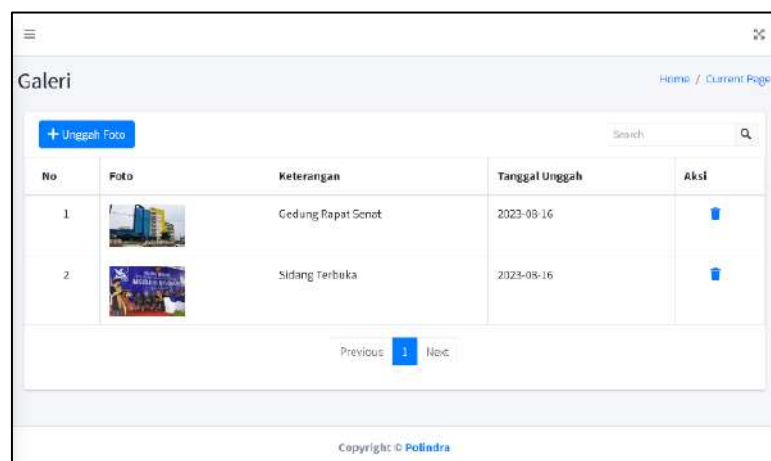 Galeri
Home / Current Page
+ Unggah Foto
Search
No Foto Keterangan Tanggal Unggah Aksi
1 Gedung Rapat Senat 2023-08-16
2 Sidang Terbuka 2023-08-16
Previous 1 Next
Copyright © Polindra